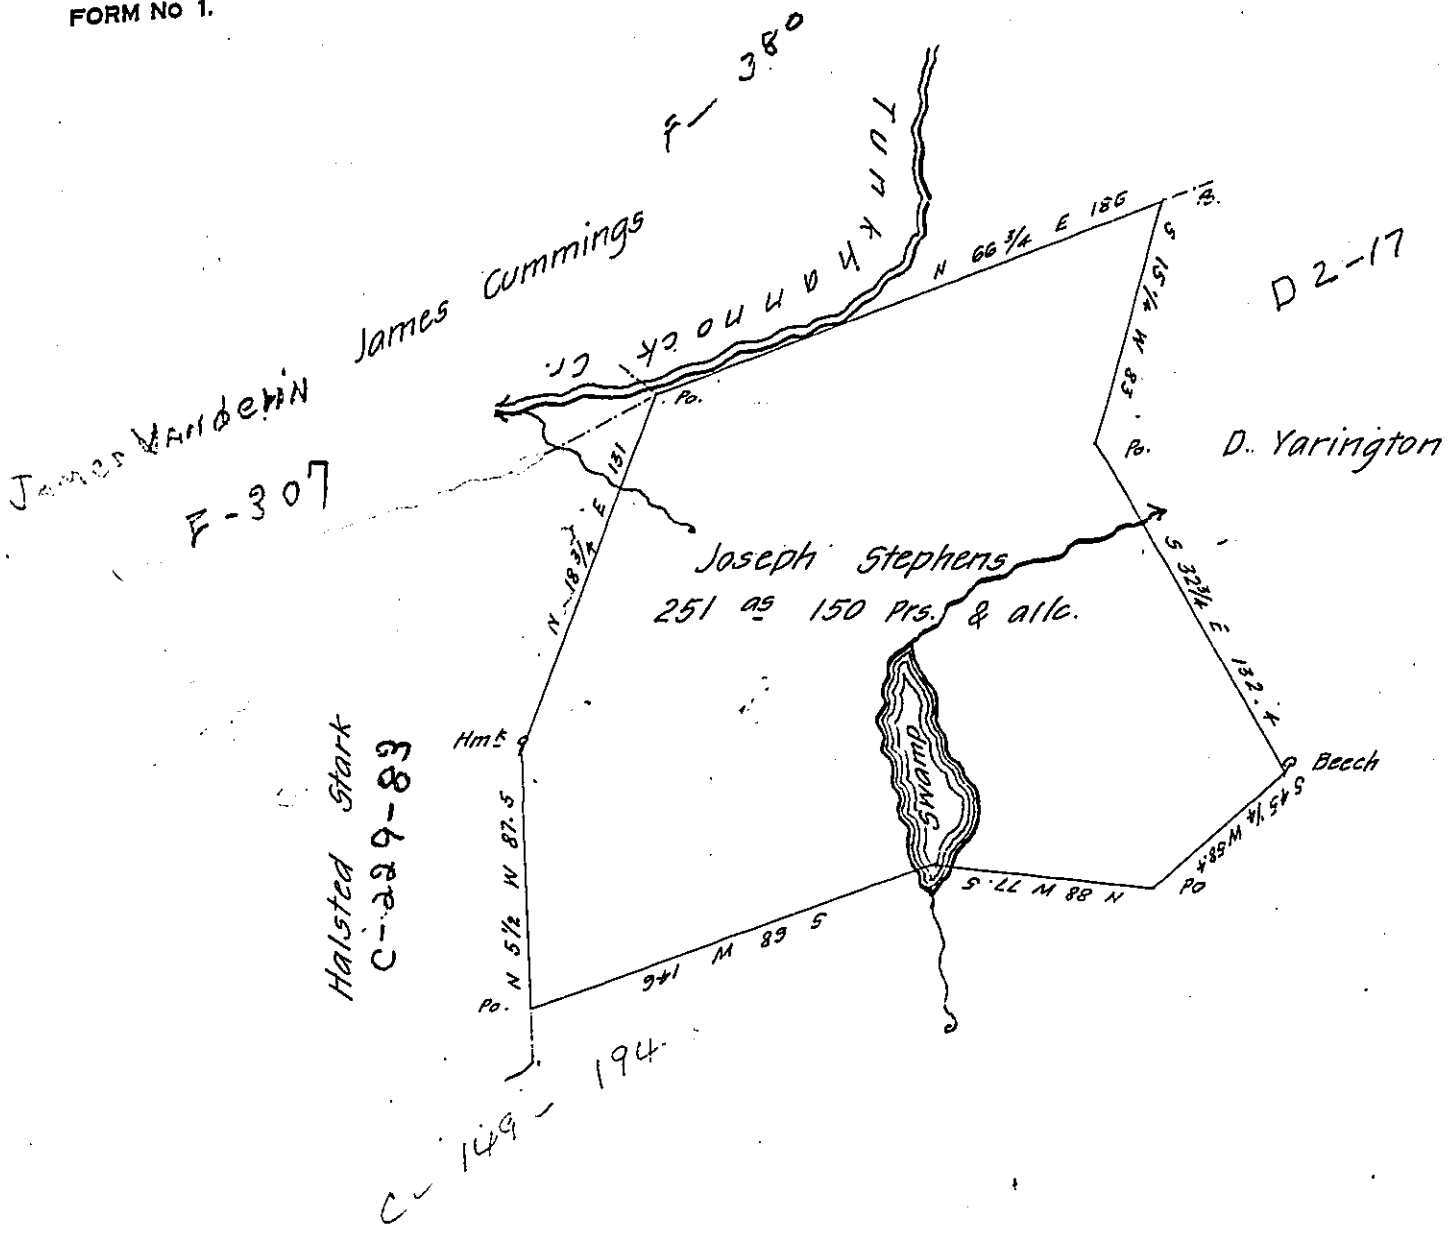 FORM No 1.
F- 380
Tunkhannock Cr.
James Cummings
James Vanderin
F-307
N 66 3/4 E 186
B.
S 15 1/4 W 83
D 2-17
Po.
Po.
D. Yarington
N 18 3/4 E 131
Joseph Stephens
251 as 150 Prs. & allc.
S 32 3/4 E 132.4
Hmk
Beech
Swamp
S 45 1/4 W 58.4
Halsted Stark
C-229-83
N 5 1/2 W 87.5
N 88 W 77.5
Po
S 68 W 146
Po.
C-149-194